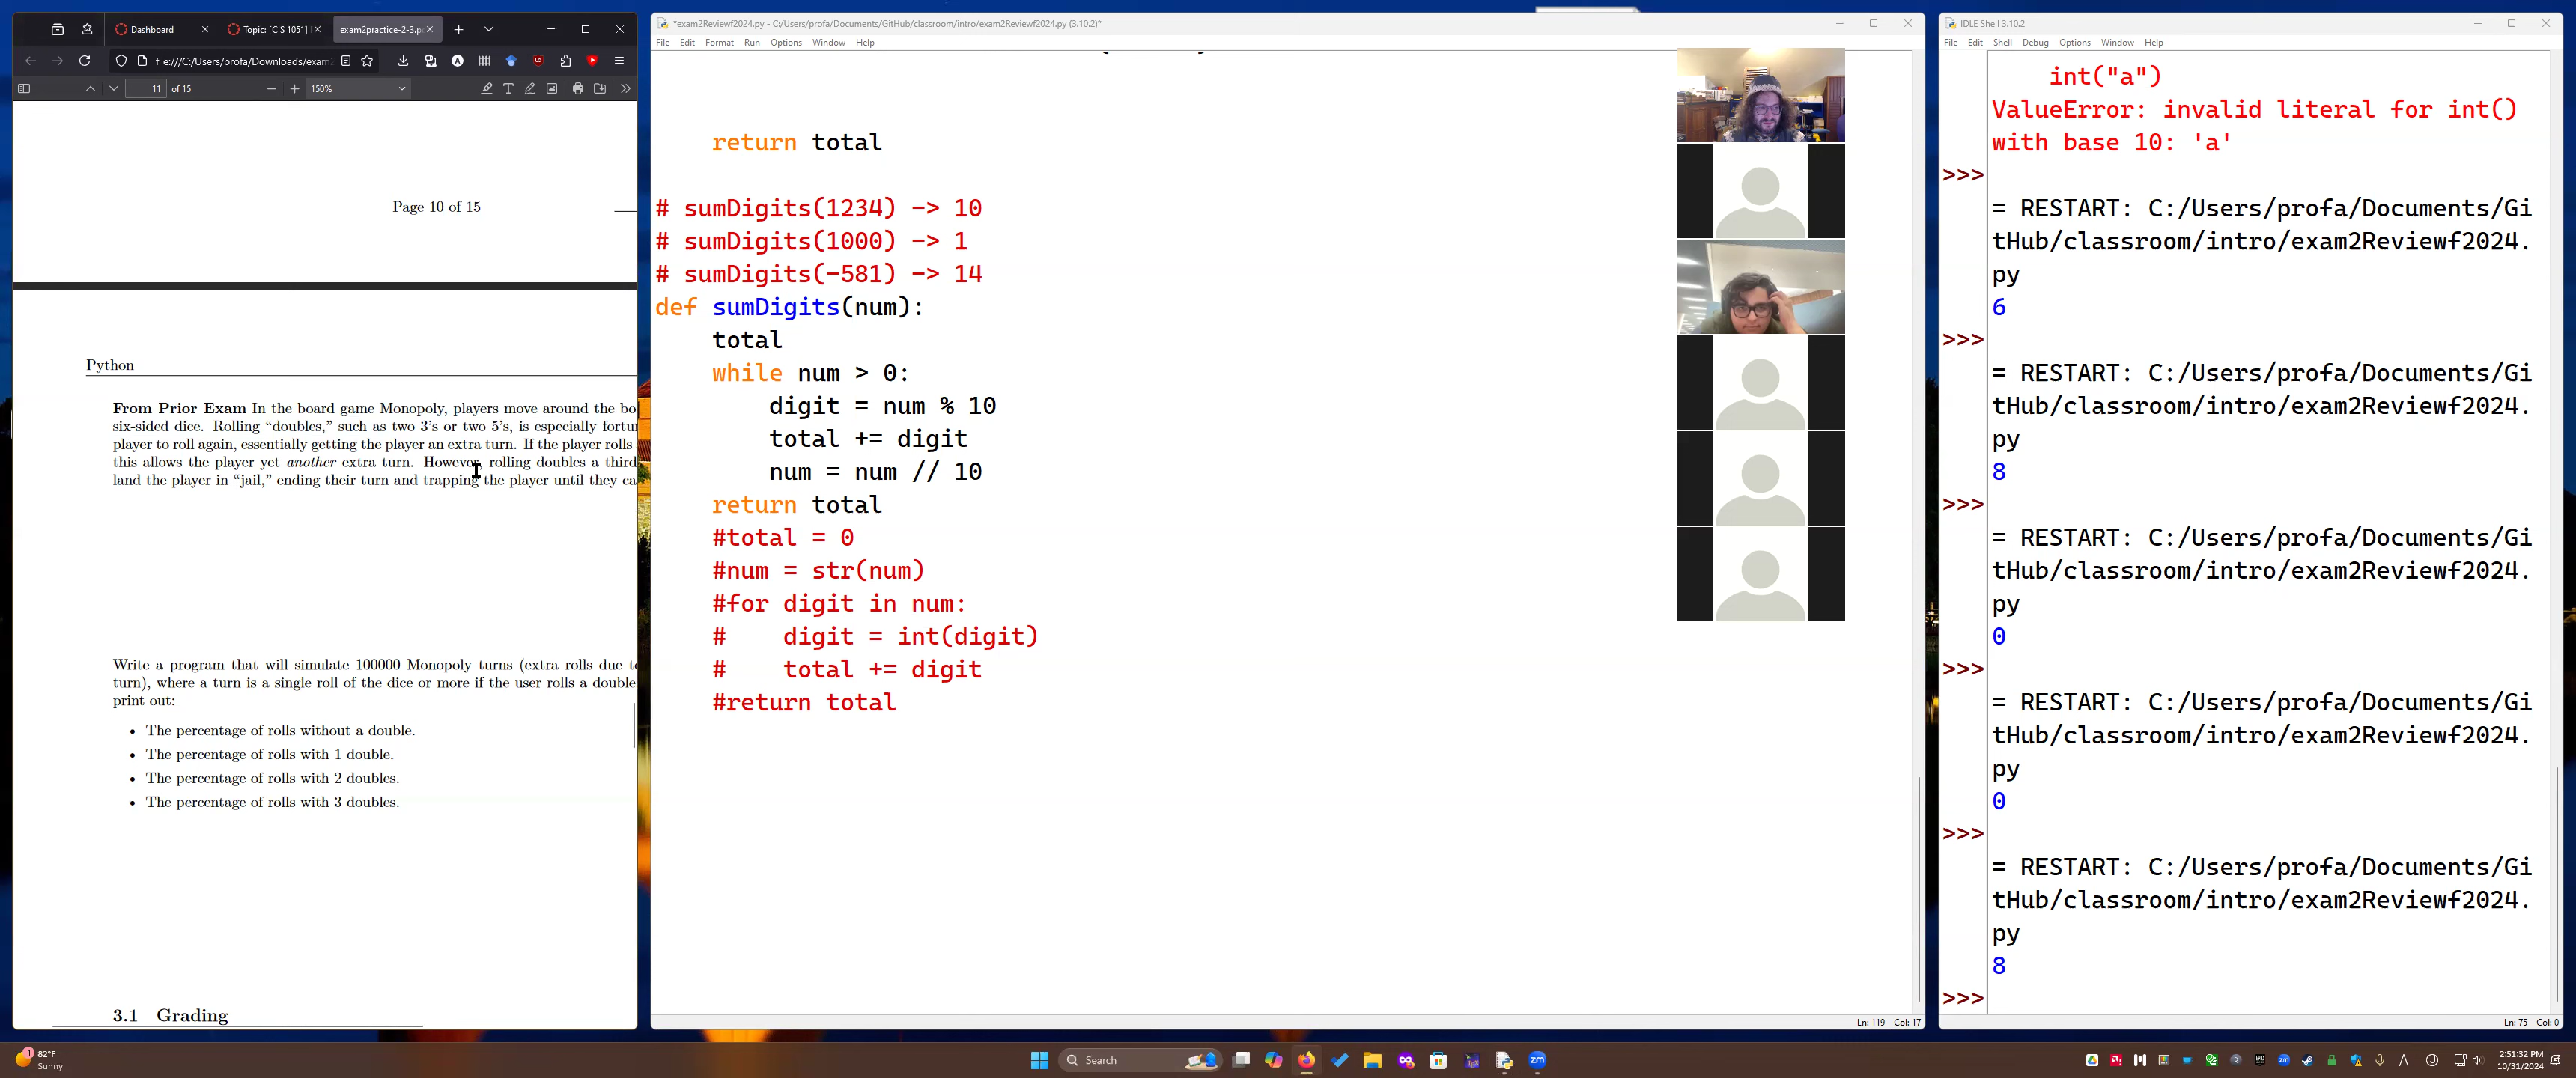 Dashboard
Topic: [CIS 1051]
exam2practice-2-3.p
file:///C:/Users/profa/Downloads/exam
11 of 15
150%
Page 10 of 15
Python
From Prior Exam In the board game Monopoly, players move around the bo
six-sided dice. Rolling “doubles,” such as two 3’s or two 5’s, is especially fortu
player to roll again, essentially getting the player an extra turn. If the player rolls
this allows the player yet another extra turn. However, rolling doubles a third
land the player in “jail,” ending their turn and trapping the player until they ca
Write a program that will simulate 100000 Monopoly turns (extra rolls due to
turn), where a turn is a single roll of the dice or more if the user rolls a double
print out:
• The percentage of rolls without a double.
• The percentage of rolls with 1 double.
• The percentage of rolls with 2 doubles.
• The percentage of rolls with 3 doubles.
3.1 Grading
*exam2Reviewf2024.py - C:/Users/profa/Documents/GitHub/classroom/intro/exam2Reviewf2024.py (3.10.2)*
File Edit Format Run Options Window Help
return total
# sumDigits(1234) -> 10
# sumDigits(1000) -> 1
# sumDigits(-581) -> 14
def sumDigits(num):
total
while num > 0:
digit = num % 10
total += digit
num = num // 10
return total
#total = 0
#num = str(num)
#for digit in num:
#    digit = int(digit)
#    total += digit
#return total
Ln: 119 Col: 17
IDLE Shell 3.10.2
File Edit Shell Debug Options Window Help
int("a")
ValueError: invalid literal for int()
with base 10: 'a'
>>>
= RESTART: C:/Users/profa/Documents/Gi
tHub/classroom/intro/exam2Reviewf2024.
py
6
>>>
= RESTART: C:/Users/profa/Documents/Gi
tHub/classroom/intro/exam2Reviewf2024.
py
8
>>>
= RESTART: C:/Users/profa/Documents/Gi
tHub/classroom/intro/exam2Reviewf2024.
py
0
>>>
= RESTART: C:/Users/profa/Documents/Gi
tHub/classroom/intro/exam2Reviewf2024.
py
0
>>>
= RESTART: C:/Users/profa/Documents/Gi
tHub/classroom/intro/exam2Reviewf2024.
py
8
>>>
Ln: 75 Col: 0
1
82°F
Sunny
Search
zm
2:51:32 PM
10/31/2024